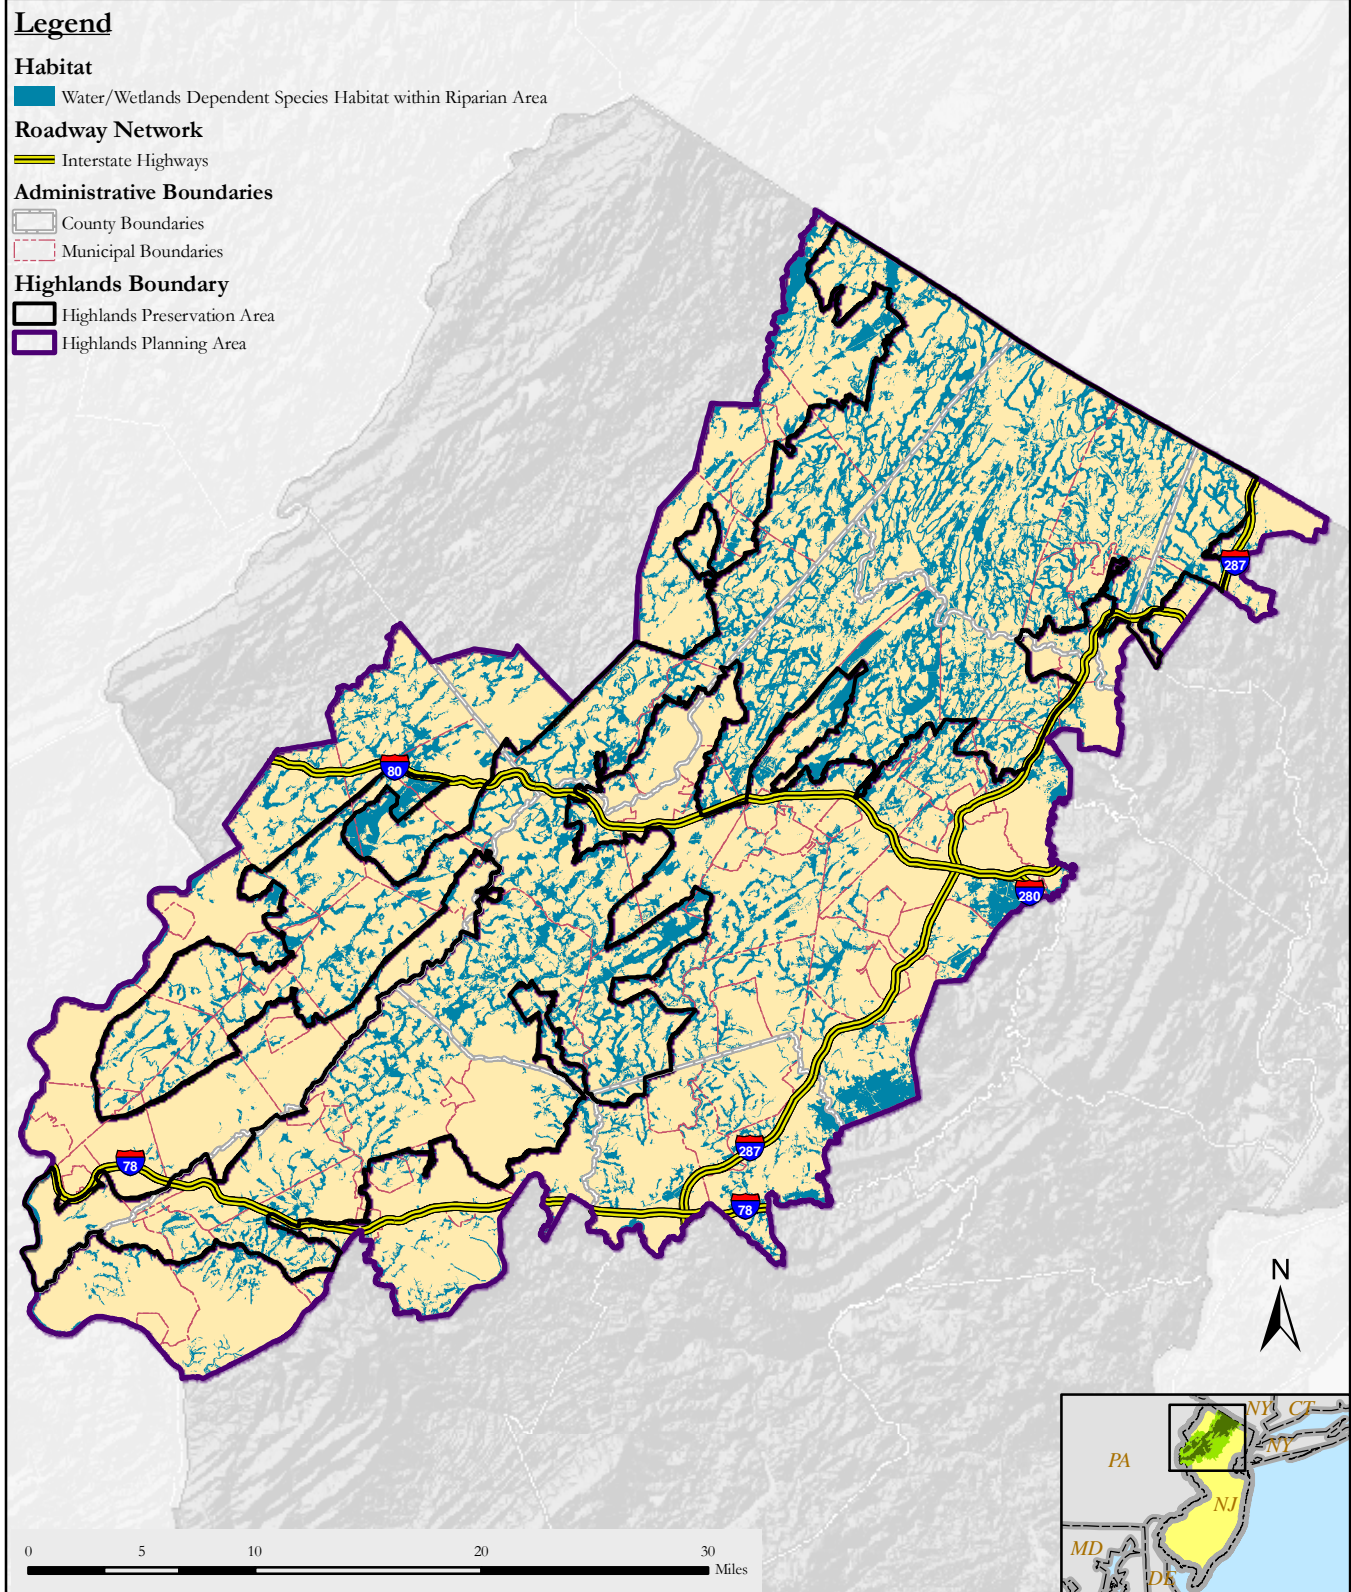 Legend
Habitat
Water/Wetlands Dependent Species Habitat within Riparian Area
Roadway Network
Interstate Highways
Administrative Boundaries
County Boundaries
Municipal Boundaries
Highlands Boundary
Highlands Preservation Area
Highlands Planning Area
287
80
280
78
287
78
N
NY CT
NY
PA
NJ
MD
DE
0 5 10 20 30
Miles